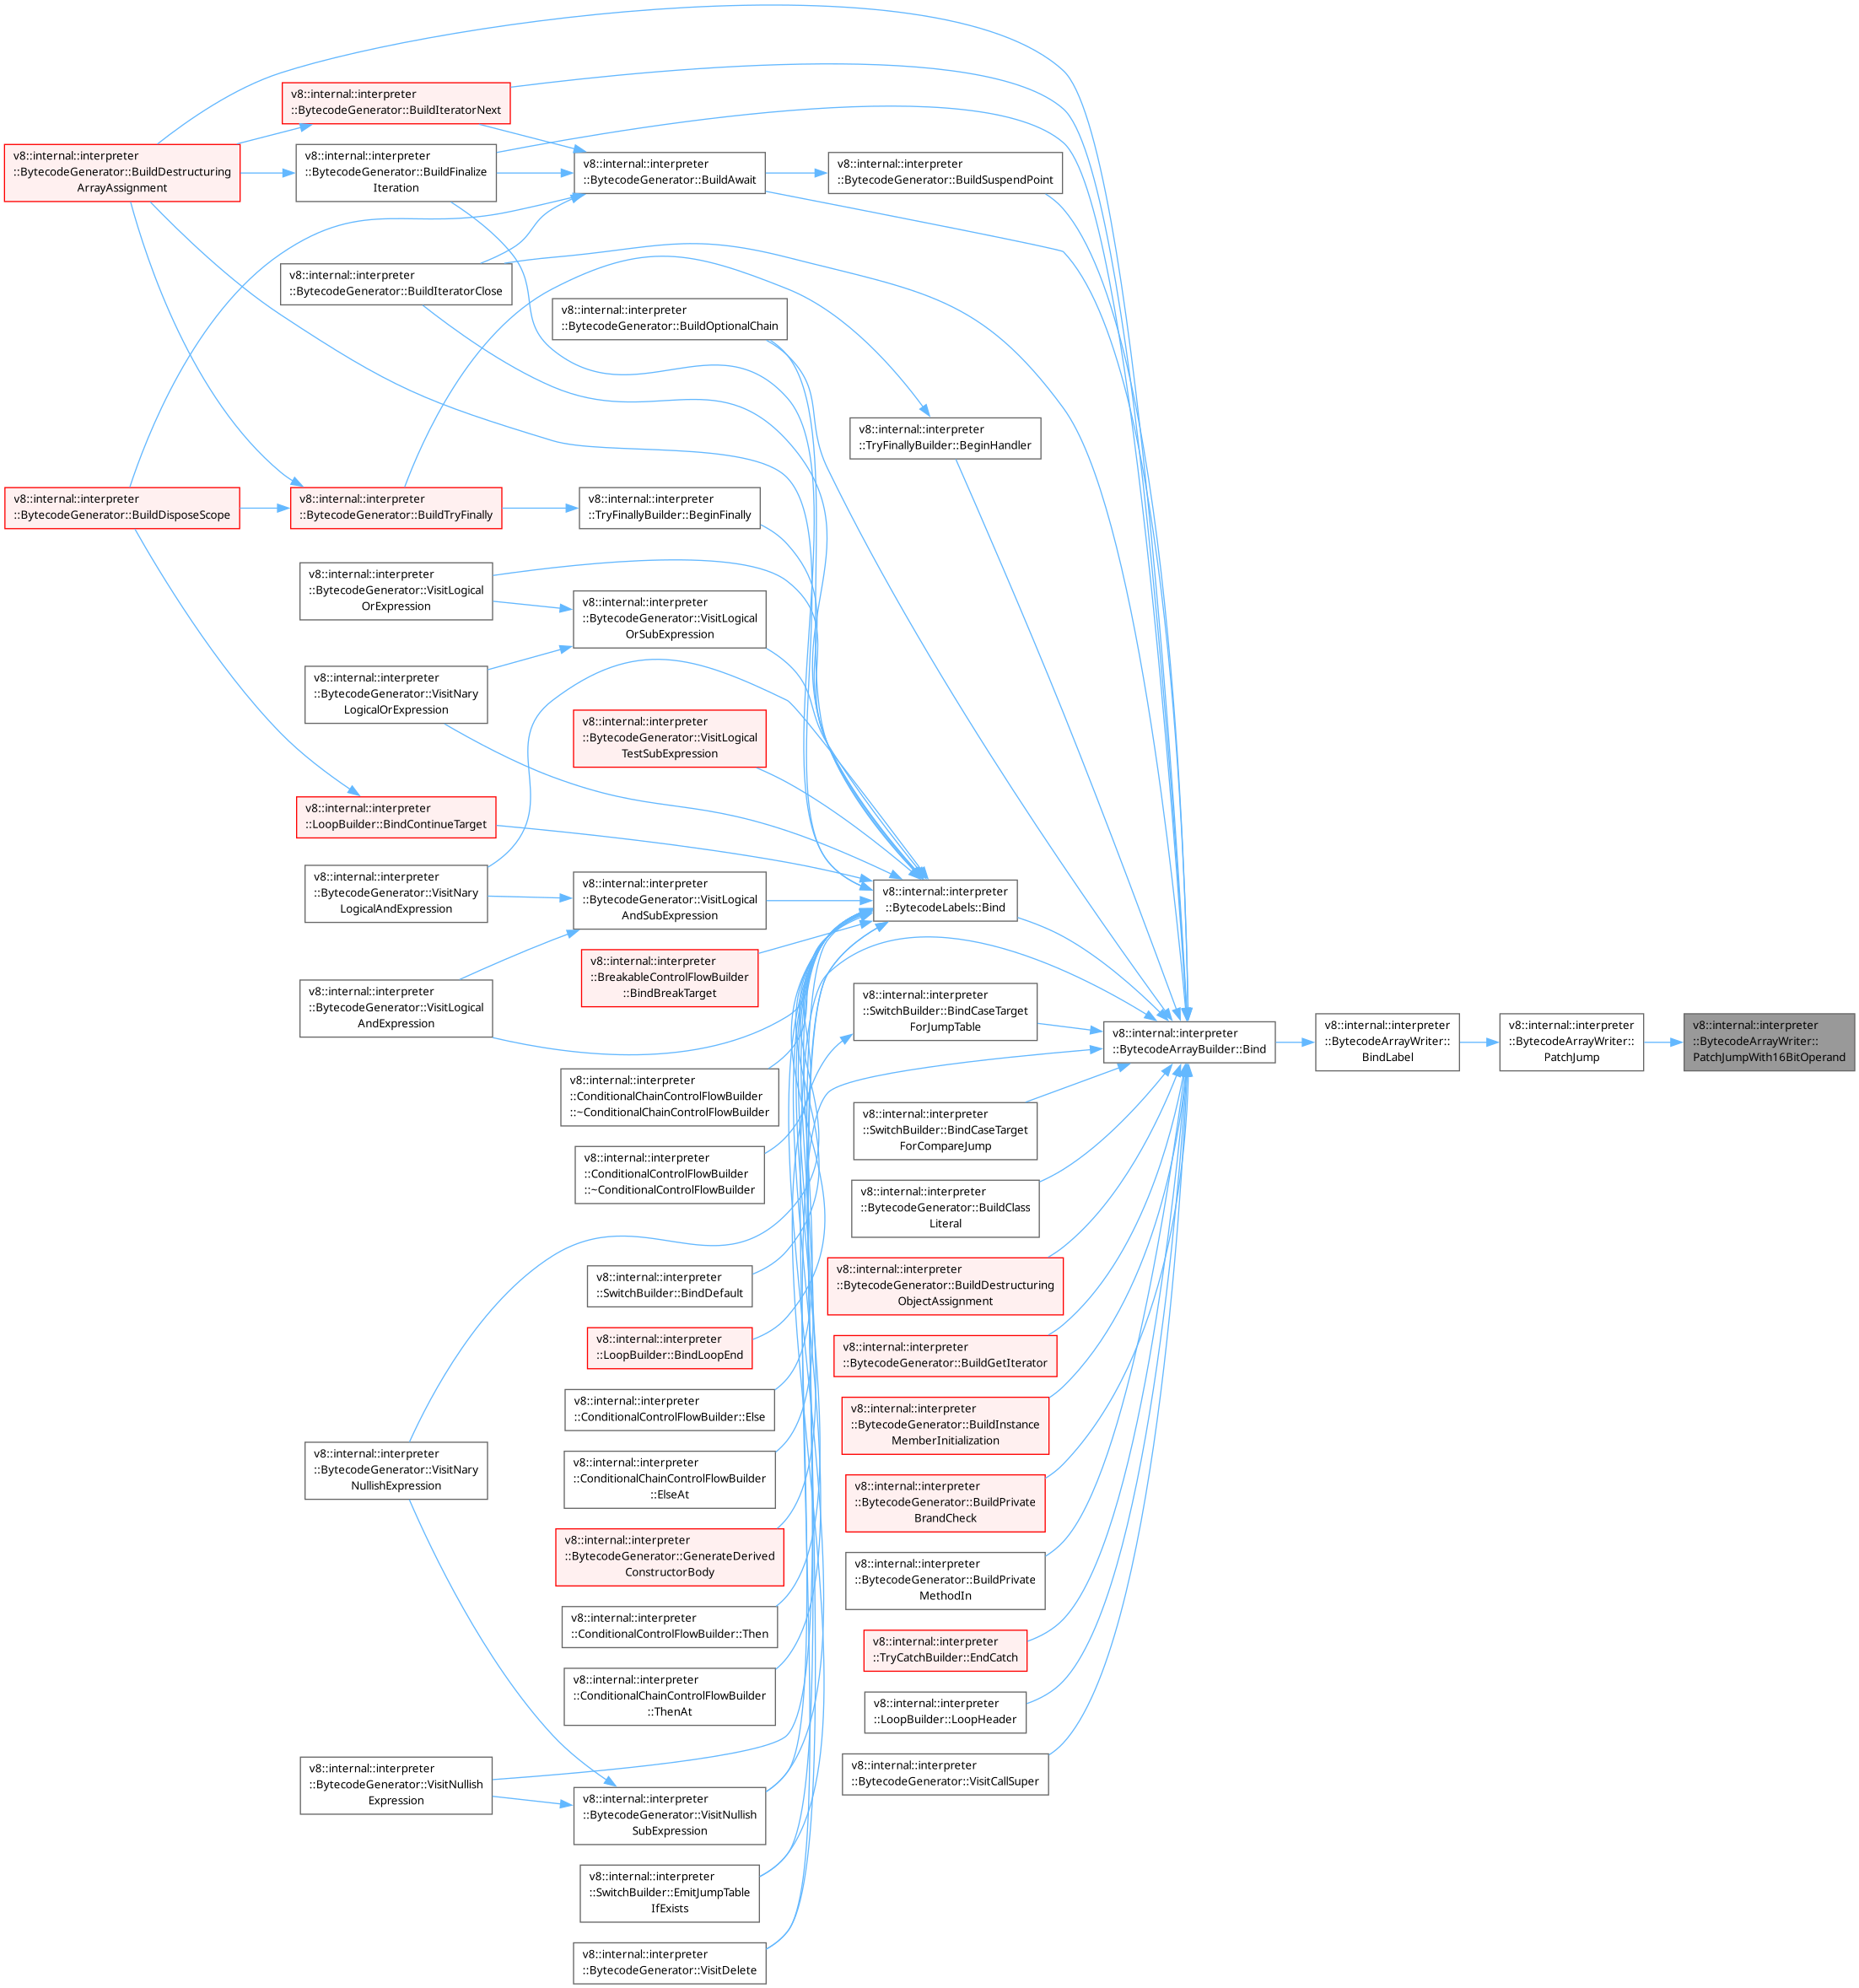 v8::internal::interpreter
::BytecodeGenerator::BuildIteratorNext
v8::internal::interpreter
::BytecodeGenerator::BuildDestructuring
ArrayAssignment
v8::internal::interpreter
::BytecodeGenerator::BuildFinalize
Iteration
v8::internal::interpreter
::BytecodeGenerator::BuildAwait
v8::internal::interpreter
::BytecodeGenerator::BuildSuspendPoint
v8::internal::interpreter
::BytecodeGenerator::BuildIteratorClose
v8::internal::interpreter
::BytecodeGenerator::BuildOptionalChain
v8::internal::interpreter
::TryFinallyBuilder::BeginHandler
v8::internal::interpreter
::BytecodeGenerator::BuildDisposeScope
v8::internal::interpreter
::BytecodeGenerator::BuildTryFinally
v8::internal::interpreter
::TryFinallyBuilder::BeginFinally
v8::internal::interpreter
::BytecodeGenerator::VisitLogical
OrExpression
v8::internal::interpreter
::BytecodeGenerator::VisitLogical
OrSubExpression
v8::internal::interpreter
::BytecodeGenerator::VisitNary
LogicalOrExpression
v8::internal::interpreter
::BytecodeGenerator::VisitLogical
TestSubExpression
v8::internal::interpreter
::LoopBuilder::BindContinueTarget
v8::internal::interpreter
::BytecodeGenerator::VisitNary
LogicalAndExpression
v8::internal::interpreter
::BytecodeGenerator::VisitLogical
AndSubExpression
v8::internal::interpreter
::BytecodeLabels::Bind
v8::internal::interpreter
::BreakableControlFlowBuilder
::BindBreakTarget
v8::internal::interpreter
::BytecodeGenerator::VisitLogical
AndExpression
v8::internal::interpreter
::SwitchBuilder::BindCaseTarget
ForJumpTable
v8::internal::interpreter
::BytecodeArrayBuilder::Bind
v8::internal::interpreter
::BytecodeArrayWriter::
BindLabel
v8::internal::interpreter
::BytecodeArrayWriter::
PatchJump
v8::internal::interpreter
::BytecodeArrayWriter::
PatchJumpWith16BitOperand
v8::internal::interpreter
::ConditionalChainControlFlowBuilder
::~ConditionalChainControlFlowBuilder
v8::internal::interpreter
::SwitchBuilder::BindCaseTarget
ForCompareJump
v8::internal::interpreter
::ConditionalControlFlowBuilder
::~ConditionalControlFlowBuilder
v8::internal::interpreter
::BytecodeGenerator::BuildClass
Literal
v8::internal::interpreter
::SwitchBuilder::BindDefault
v8::internal::interpreter
::BytecodeGenerator::BuildDestructuring
ObjectAssignment
v8::internal::interpreter
::LoopBuilder::BindLoopEnd
v8::internal::interpreter
::BytecodeGenerator::BuildGetIterator
v8::internal::interpreter
::ConditionalControlFlowBuilder::Else
v8::internal::interpreter
::BytecodeGenerator::BuildInstance
MemberInitialization
v8::internal::interpreter
::BytecodeGenerator::VisitNary
NullishExpression
v8::internal::interpreter
::ConditionalChainControlFlowBuilder
::ElseAt
v8::internal::interpreter
::BytecodeGenerator::BuildPrivate
BrandCheck
v8::internal::interpreter
::BytecodeGenerator::GenerateDerived
ConstructorBody
v8::internal::interpreter
::BytecodeGenerator::BuildPrivate
MethodIn
v8::internal::interpreter
::ConditionalControlFlowBuilder::Then
v8::internal::interpreter
::TryCatchBuilder::EndCatch
v8::internal::interpreter
::ConditionalChainControlFlowBuilder
::ThenAt
v8::internal::interpreter
::LoopBuilder::LoopHeader
v8::internal::interpreter
::BytecodeGenerator::VisitCallSuper
v8::internal::interpreter
::BytecodeGenerator::VisitNullish
Expression
v8::internal::interpreter
::BytecodeGenerator::VisitNullish
SubExpression
v8::internal::interpreter
::SwitchBuilder::EmitJumpTable
IfExists
v8::internal::interpreter
::BytecodeGenerator::VisitDelete